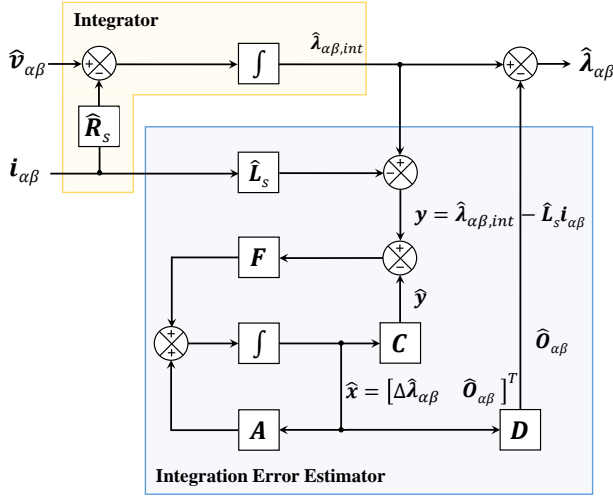 Integrator
v̂αβ
+
−
∫
λ̂αβ,int
+
−
λ̂αβ
R̂s
iαβ
L̂s
+
−
y = λ̂αβ,int − L̂s iαβ
F
+
−
ŷ
+
+
∫
C
Ôαβ
x̂ = [Δλ̂αβ Ôαβ]ᵀ
A
D
Integration Error Estimator